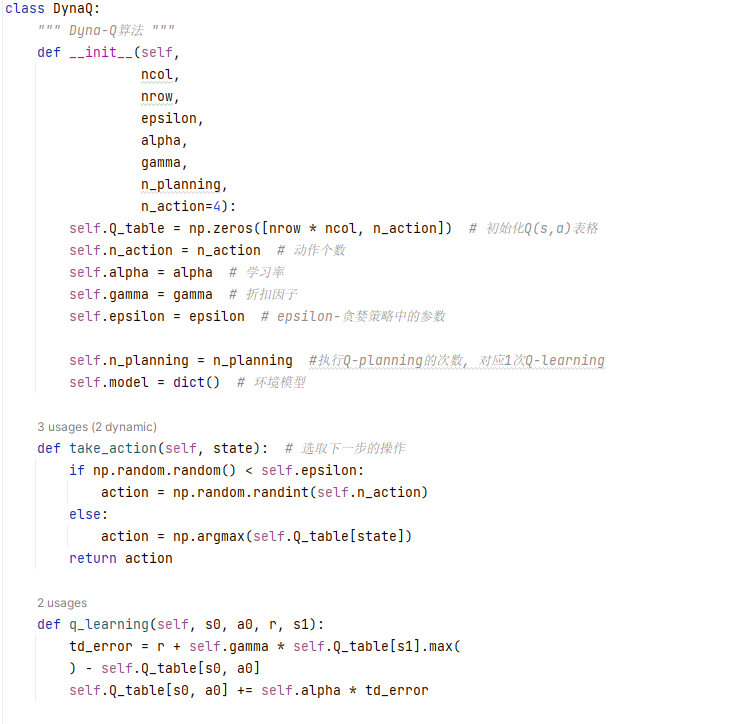 class DynaQ:
    """ Dyna-Q算法 """
    def __init__(self,
                 ncol,
                 nrow,
                 epsilon,
                 alpha,
                 gamma,
                 n_planning,
                 n_action=4):
        self.Q_table = np.zeros([nrow * ncol, n_action])  # 初始化Q(s,a)表格
        self.n_action = n_action  # 动作个数
        self.alpha = alpha  # 学习率
        self.gamma = gamma  # 折扣因子
        self.epsilon = epsilon  # epsilon-贪婪策略中的参数

        self.n_planning = n_planning  #执行Q-planning的次数, 对应1次Q-learning
        self.model = dict()  # 环境模型

    3 usages (2 dynamic)
    def take_action(self, state):  # 选取下一步的操作
        if np.random.random() < self.epsilon:
            action = np.random.randint(self.n_action)
        else:
            action = np.argmax(self.Q_table[state])
        return action

    2 usages
    def q_learning(self, s0, a0, r, s1):
        td_error = r + self.gamma * self.Q_table[s1].max(
        ) - self.Q_table[s0, a0]
        self.Q_table[s0, a0] += self.alpha * td_error